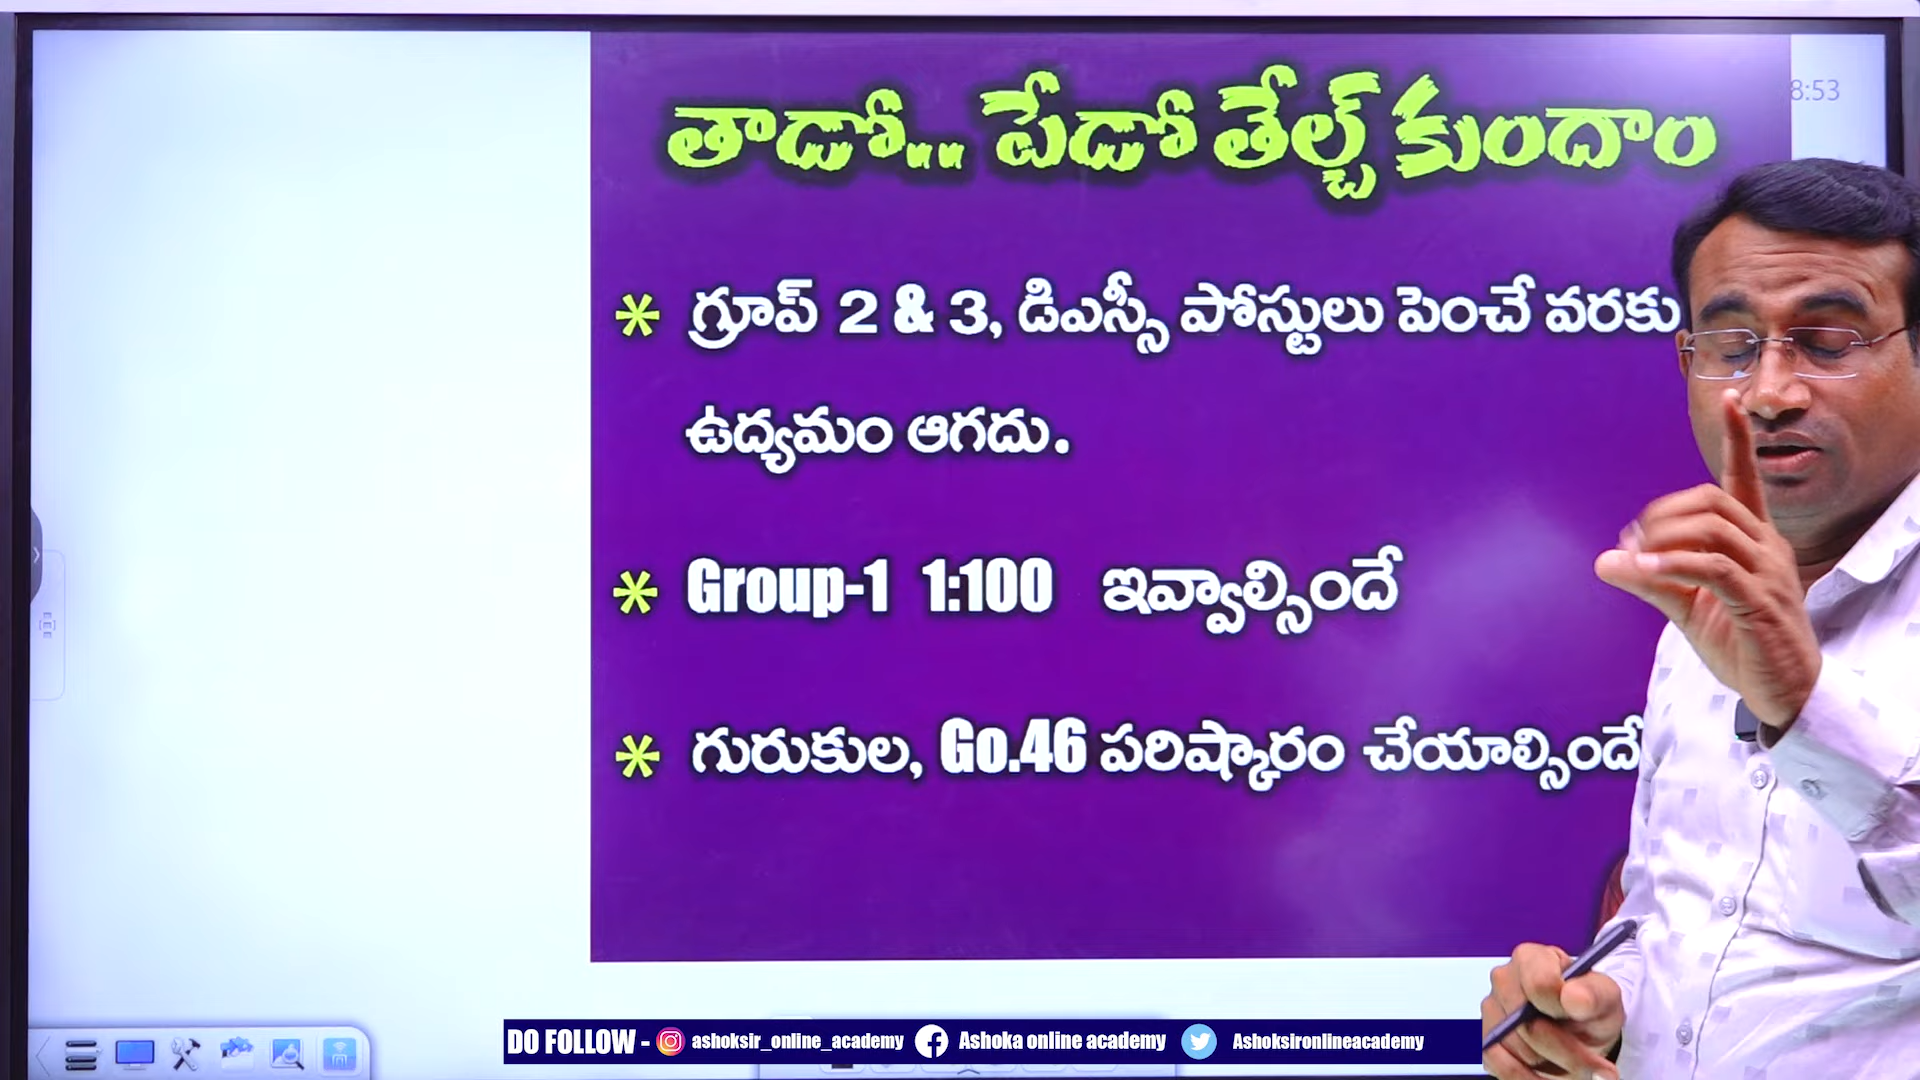 8:53
తాడో.. పేడో తేల్చ్ కుందాం
* గ్రూప్ 2 & 3, డిఎస్సీ పోస్టులు పెంచే వరకు
ఉద్యమం ఆగదు.
* Group-1 1:100 ఇవ్వాల్సిందే
* గురుకుల, Go.46 పరిష్కారం చేయాల్సిందే
DO FOLLOW - ashoksir_online_academy Ashoka online academy Ashoksironlineacademy